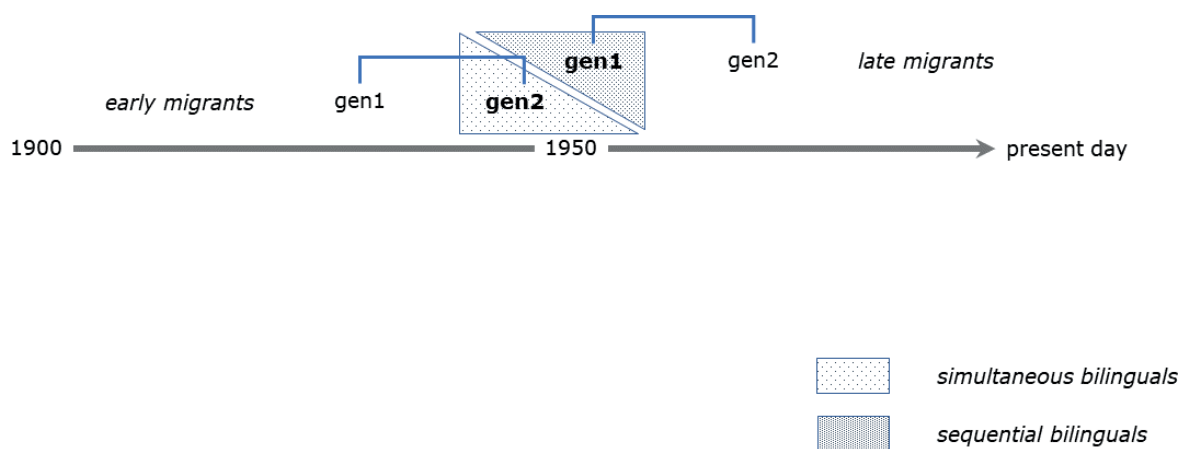 gen1 gen2 late migrants
early migrants gen1 gen2
1900 1950 present day
simultaneous bilinguals
sequential bilinguals